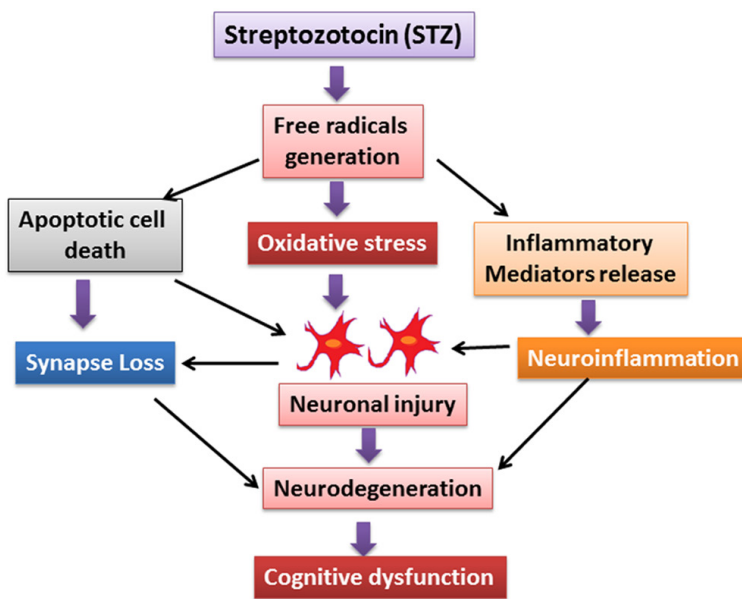 Streptozotocin (STZ)
Free radicals
generation
Apoptotic cell
death
Oxidative stress
Inflammatory
Mediators release
Synapse Loss
Neuroinflammation
Neuronal injury
Neurodegeneration
Cognitive dysfunction